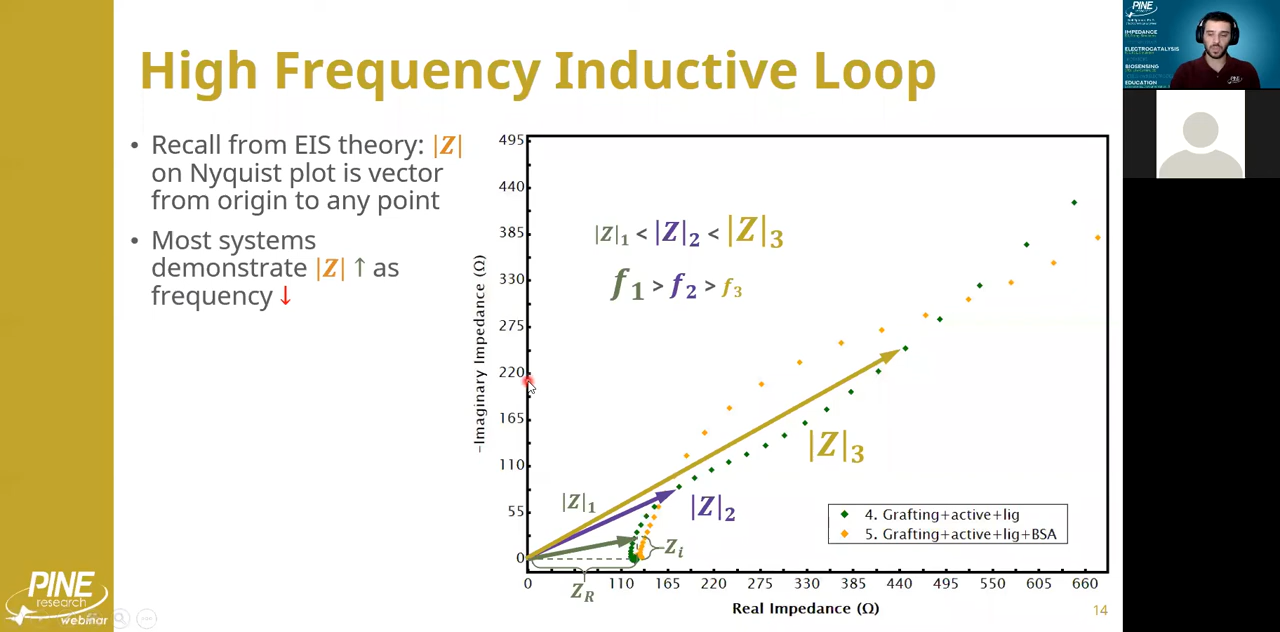 High Frequency Inductive Loop
• Recall from EIS theory: |Z|
on Nyquist plot is vector
from origin to any point
• Most systems
demonstrate |Z| ↑ as
frequency ↓
−Imaginary Impedance (Ω)
495
440
385
330
275
220
165
110
55
0
|Z|₁ < |Z|₂ < |Z|₃
f₁ > f₂ > f₃
|Z|₁
|Z|₂
|Z|₃
Zᵢ
Z_R
4. Grafting+active+lig
5. Grafting+active+lig+BSA
0 110 165 220 275 330 385 440 495 550 605 660
Real Impedance (Ω)
14
PINE
research
webinar
PINE
IMPEDANCE
ELECTROCATALYSIS
BIOSENSING
EDUCATION
PINE